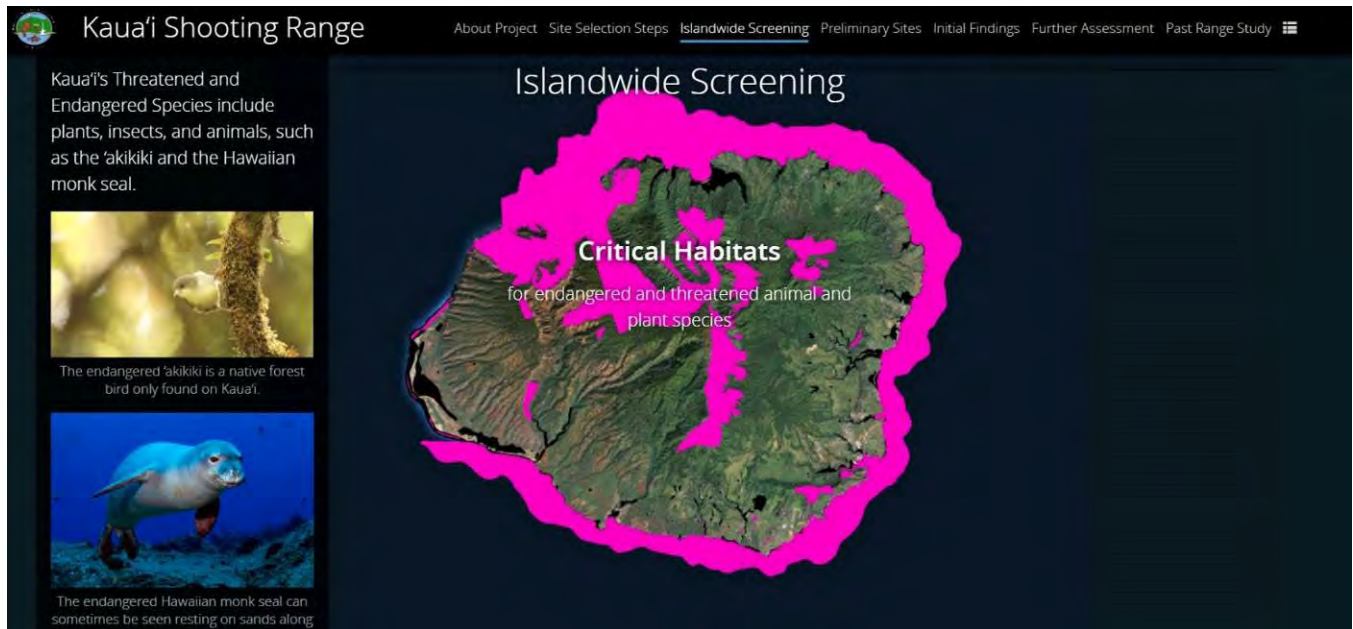 Kaua‘i Shooting Range
About Project Site Selection Steps Islandwide Screening Preliminary Sites Initial Findings Further Assessment Past Range Study
Kaua‘i's Threatened and
Endangered Species include
plants, insects, and animals, such
as the ‘akikiki and the Hawaiian
monk seal.
The endangered ‘akikiki is a native forest
bird only found on Kaua‘i.
The endangered Hawaiian monk seal can
sometimes be seen resting on sands along
Islandwide Screening
Critical Habitats
for endangered and threatened animal and
plant species